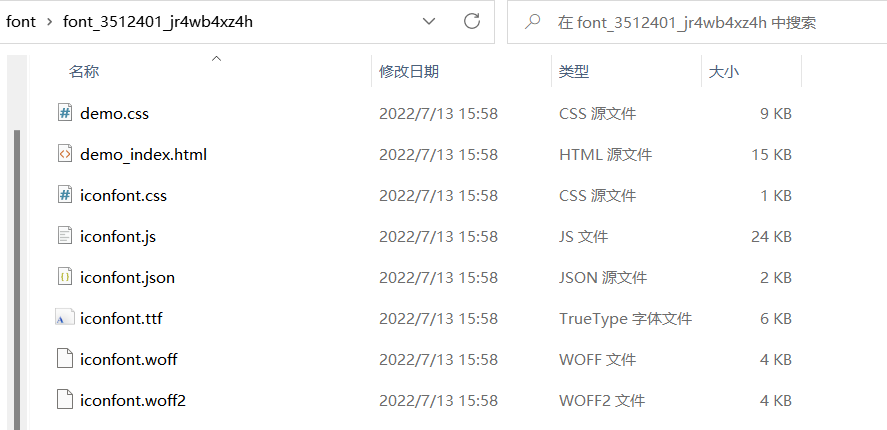 font › font_3512401_jr4wb4xz4h 在 font_3512401_jr4wb4xz4h 中搜索
名称 修改日期 类型 大小
demo.css 2022/7/13 15:58 CSS 源文件 9 KB
demo_index.html 2022/7/13 15:58 HTML 源文件 15 KB
iconfont.css 2022/7/13 15:58 CSS 源文件 1 KB
iconfont.js 2022/7/13 15:58 JS 文件 24 KB
iconfont.json 2022/7/13 15:58 JSON 源文件 2 KB
iconfont.ttf 2022/7/13 15:58 TrueType 字体文件 6 KB
iconfont.woff 2022/7/13 15:58 WOFF 文件 4 KB
iconfont.woff2 2022/7/13 15:58 WOFF2 文件 4 KB